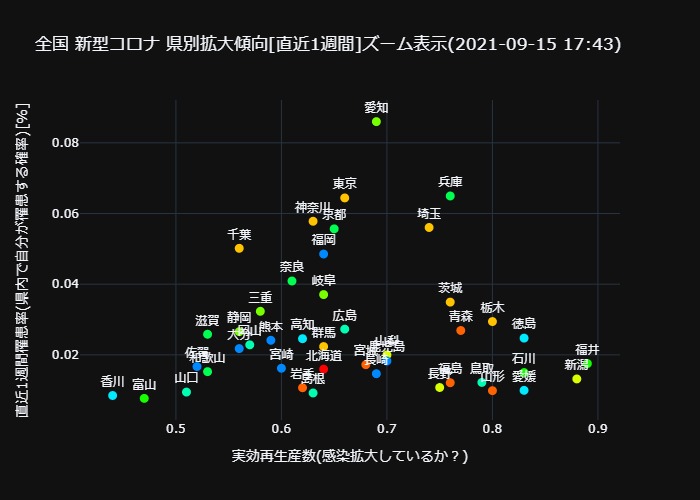 全国 新型コロナ 県別拡大傾向[直近1週間]ズーム表示(2021-09-15 17:43)
直近1週間罹患率(県内で自分が罹患する確率)[%]
0.08
0.06
0.04
0.02
愛知
東京
兵庫
神奈川
京都
埼玉
千葉
福岡
奈良
岐阜
茨城
三重
栃木
滋賀
静岡
大分
岡山
熊本
高知
群馬
広島
青森
徳島
佐賀
和歌山
宮崎
北海道
宮城
長崎
鹿児島
石川
福井
新潟
香川
富山
山口
岩手
島根
長野
福島
鳥取
山形
愛媛
0.5
0.6
0.7
0.8
0.9
実効再生産数(感染拡大しているか？)